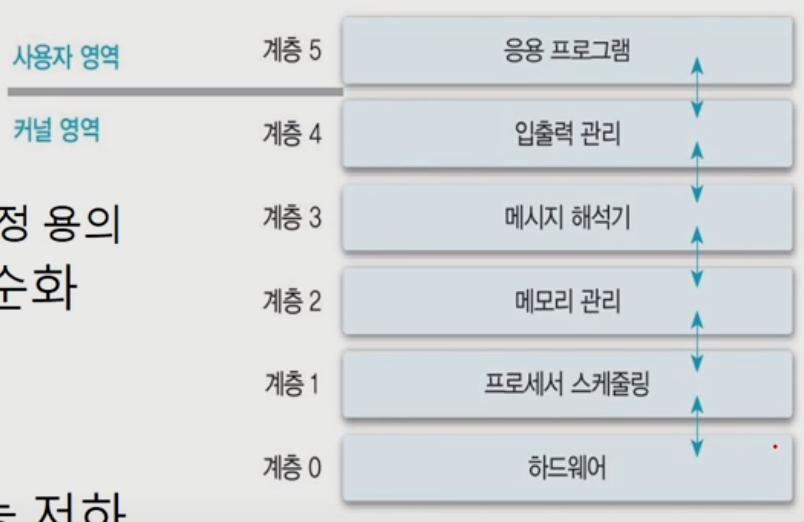 사용자 영역
계층 5 응용 프로그램
커널 영역
계층 4 입출력 관리
정 용의
계층 3 메시지 해석기
순화
계층 2 메모리 관리
계층 1 프로세서 스케줄링
계층 0 하드웨어
저하